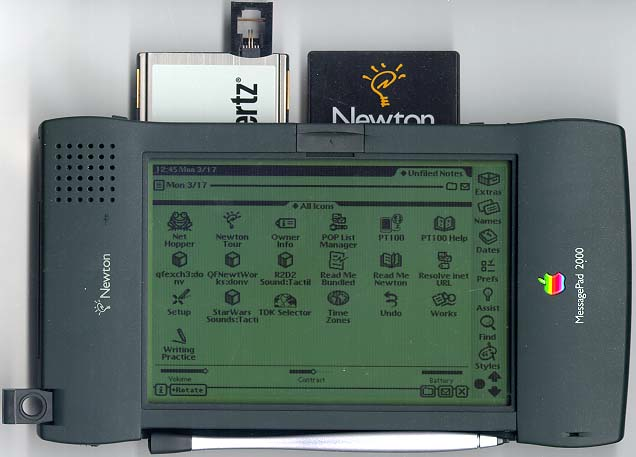 ertz®
Newton
12:45 Mon 3/17
Unfiled Notes
Mon 3/17
All Icons
Net Hopper
Newton Tour
Owner Info
POP List Manager
PT100
PT100 Help
qfexch3:do nv
QFNewtWor ks:donv
R2D2 Sound:Tactil
Read Me Bundled
Read Me Newton
Resolve inet URL
Setup
StarWars Sounds:Tacti
TDK Selector
Time Zones
Undo
Works
Writing Practice
Volume
Contrast
Battery
Rotate
Extras
Names
Dates
Prefs
Assist
Find
Styles
Newton
MessagePad 2000